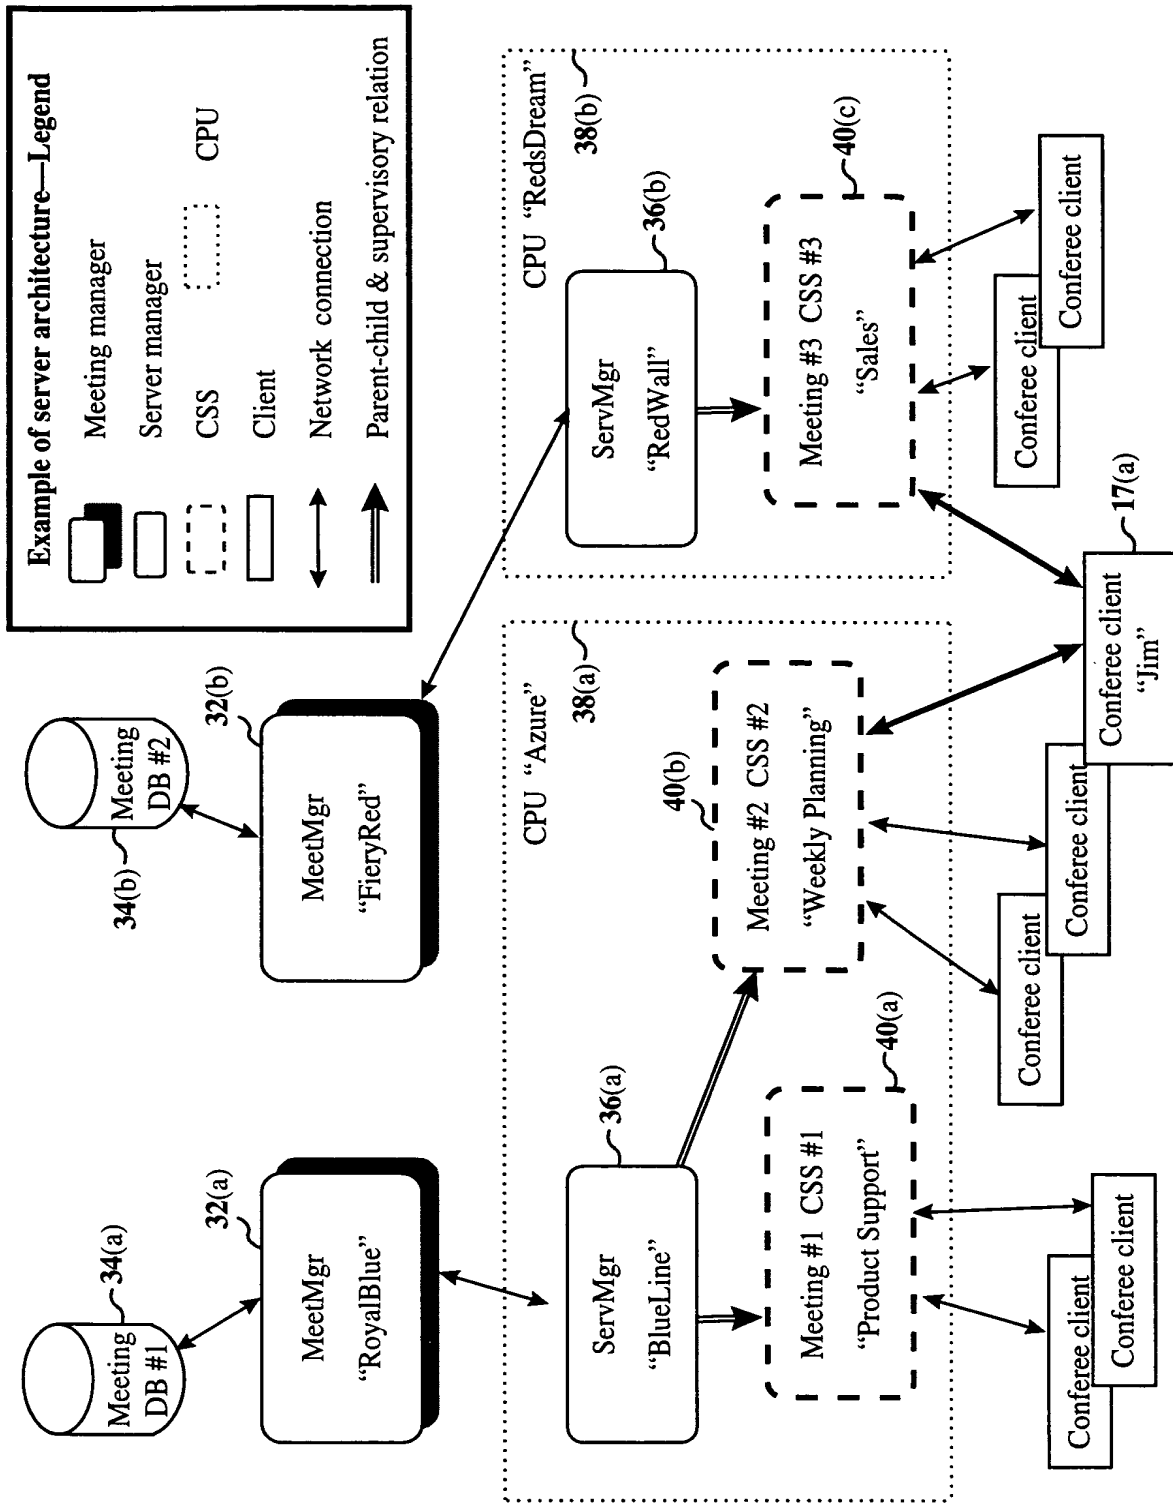 Example of server architecture—Legend
Meeting manager
Server manager
CSS
CPU
Client
Network connection
Parent-child & supervisory relation
Meeting
DB #1
34(a)
Meeting
DB #2
34(b)
MeetMgr
“RoyalBlue”
32(a)
MeetMgr
“FieryRed”
32(b)
CPU “Azure”
38(a)
CPU “RedsDream”
38(b)
ServMgr
“BlueLine”
36(a)
ServMgr
“RedWall”
36(b)
Meeting #1 CSS #1
“Product Support”
40(a)
Meeting #2 CSS #2
“Weekly Planning”
40(b)
Meeting #3 CSS #3
“Sales”
40(c)
Conferee client
Conferee client
Conferee client
Conferee client
Conferee client
“Jim”
17(a)
Conferee client
Conferee client